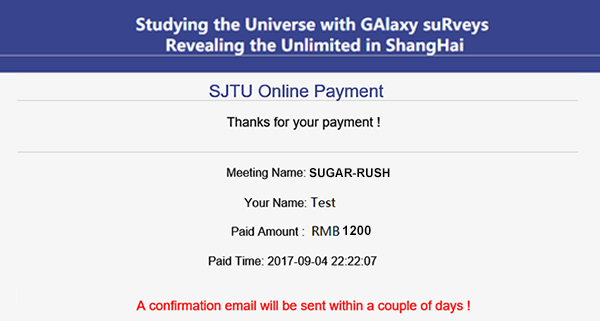 Studying the Universe with GAlaxy suRveys
Revealing the Unlimited in ShangHai
SJTU Online Payment
Thanks for your payment !
Meeting Name: SUGAR-RUSH
Your Name: Test
Paid Amount : RMB 1200
Paid Time: 2017-09-04 22:22:07
A confirmation email will be sent within a couple of days !